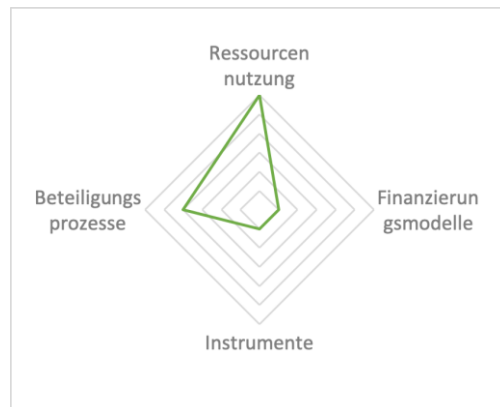 Ressourcen
nutzung
Beteiligungs
prozesse
Finanzierun
gsmodelle
Instrumente